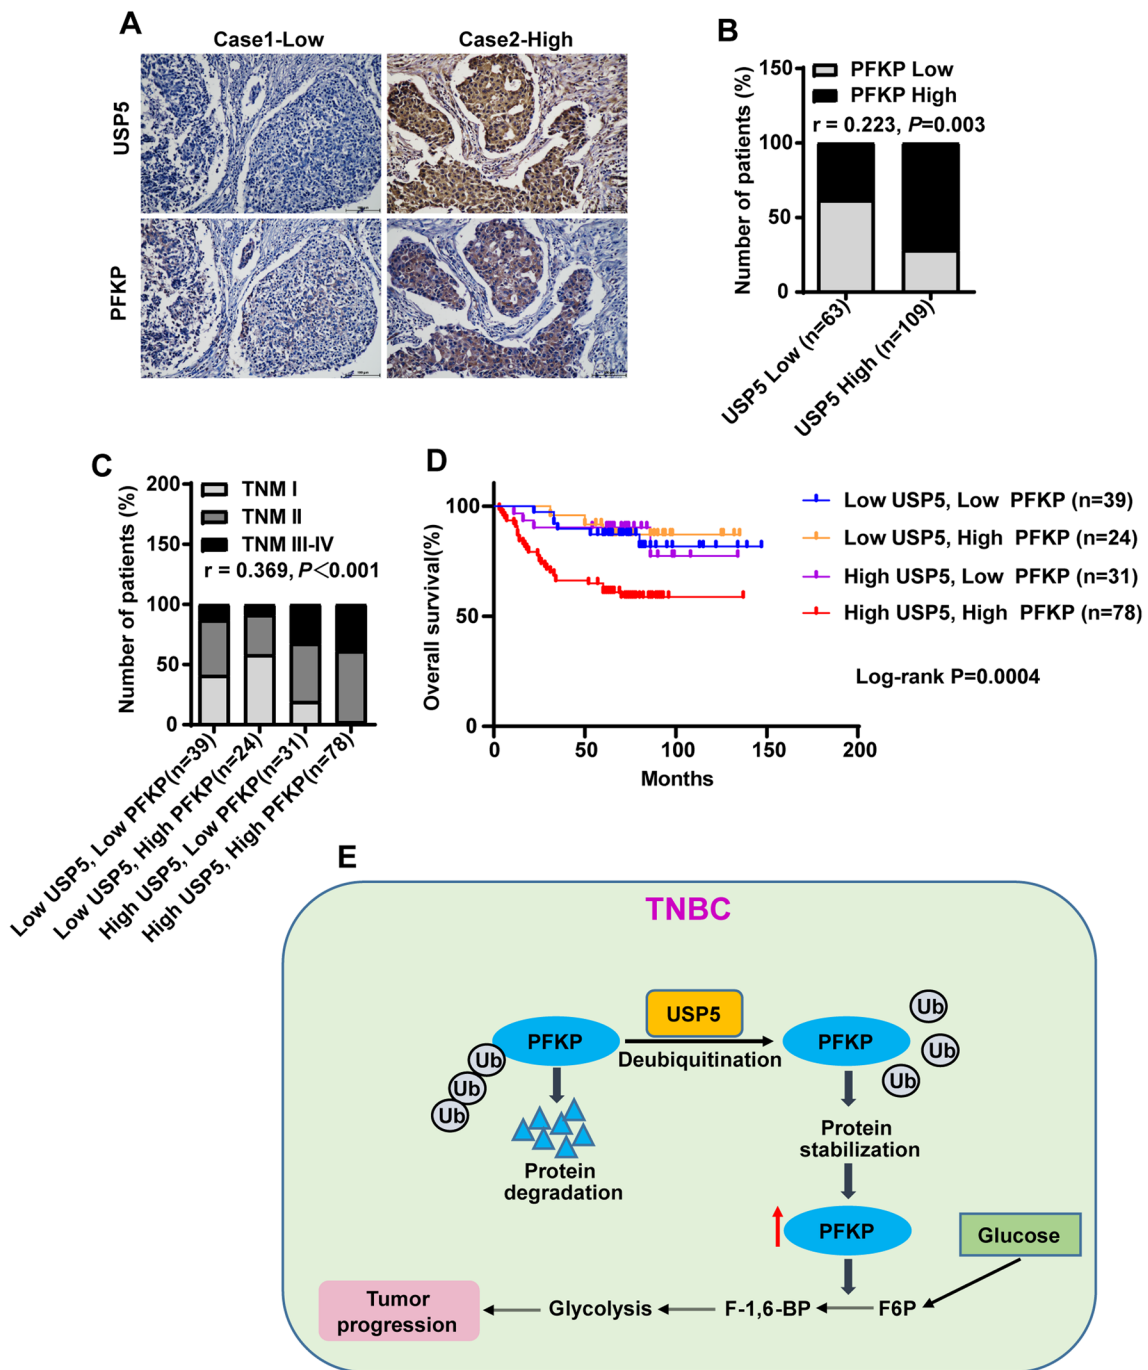 A
Case1-Low
Case2-High
USP5
PFKP
B
150
100
50
0
Number of patients (%)
PFKP Low
PFKP High
r = 0.223, P=0.003
USP5 Low (n=63)
USP5 High (n=109)
C
200
150
100
50
0
Number of patients (%)
TNM I
TNM II
TNM III-IV
r = 0.369, P<0.001
Low USP5, Low PFKP(n=39)
Low USP5, High PFKP(n=24)
High USP5, Low PFKP(n=31)
High USP5, High PFKP(n=78)
D
100
50
0
Overall survival(%)
0
50
100
150
200
Months
Low USP5, Low PFKP (n=39)
Low USP5, High PFKP (n=24)
High USP5, Low PFKP (n=31)
High USP5, High PFKP (n=78)
Log-rank P=0.0004
E
TNBC
USP5
Ub
PFKP
PFKP
Ub
Deubiquitination
Ub
Ub
Ub
Ub
Protein
degradation
Protein
stabilization
PFKP
Glucose
Tumor
progression
Glycolysis
F-1,6-BP
F6P